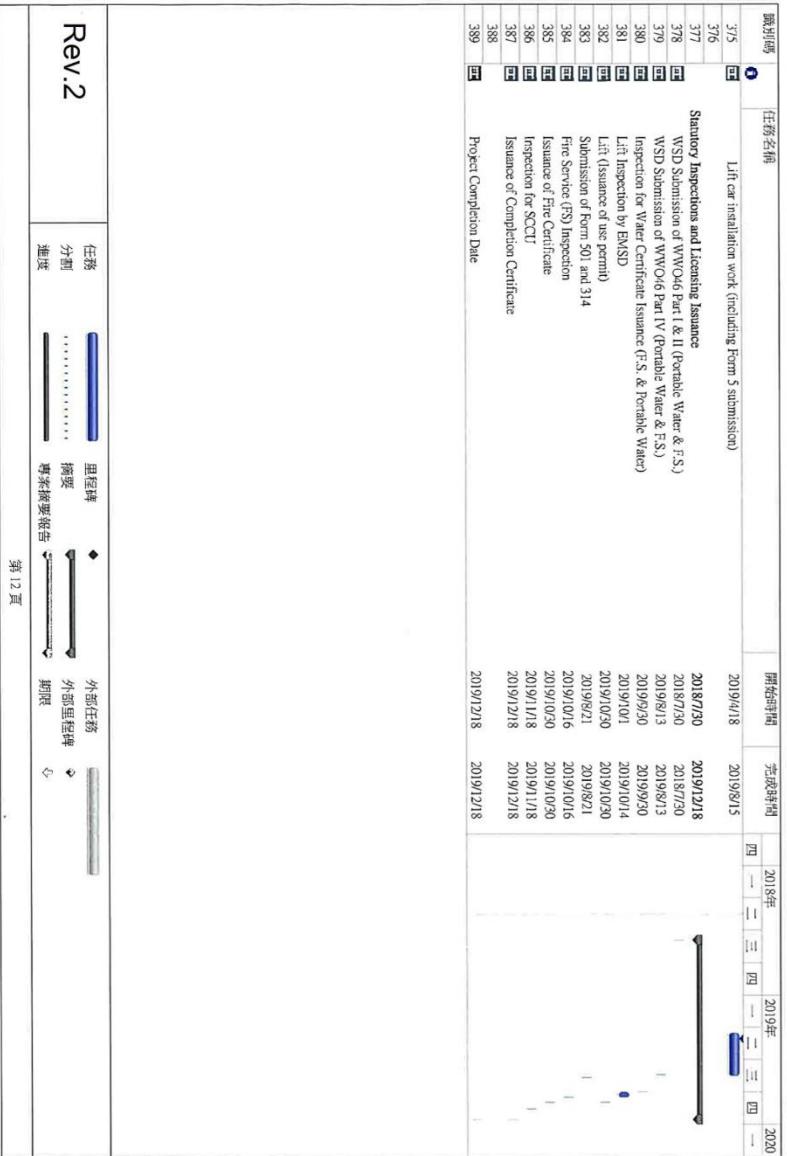 識別碼 任務名稱 開始時間 完成時間 2018年 2019年 2020
四 一 二 三 四 一 二 三 四 一
375 Lift car installation work (including Form 5 submission) 2019/4/18 2019/8/15
376
377 Statutory Inspections and Licensing Issuance 2018/7/30 2019/12/18
378 WSD Submission of WWO46 Part I & II (Portable Water & F.S.) 2018/7/30 2018/7/30
379 WSD Submission of WWO46 Part IV (Portable Water & F.S.) 2019/8/13 2019/8/13
380 Inspection for Water Certificate Issuance (F.S. & Portable Water) 2019/9/30 2019/9/30
381 Lift Inspection by EMSD 2019/10/1 2019/10/14
382 Lift (Issuance of use permit) 2019/10/30 2019/10/30
383 Submission of Form 501 and 314 2019/8/21 2019/8/21
384 Fire Service (FS) Inspection 2019/10/16 2019/10/16
385 Issuance of Fire Certificate 2019/10/30 2019/10/30
386 Inspection for SCCU 2019/11/18 2019/11/18
387 Issuance of Completion Certificate 2019/12/18 2019/12/18
388
389 Project Completion Date 2019/12/18 2019/12/18
Rev.2
任務 里程碑 外部任務
分割 摘要 外部里程碑
進度 專案摘要報告 期限
第 12 頁